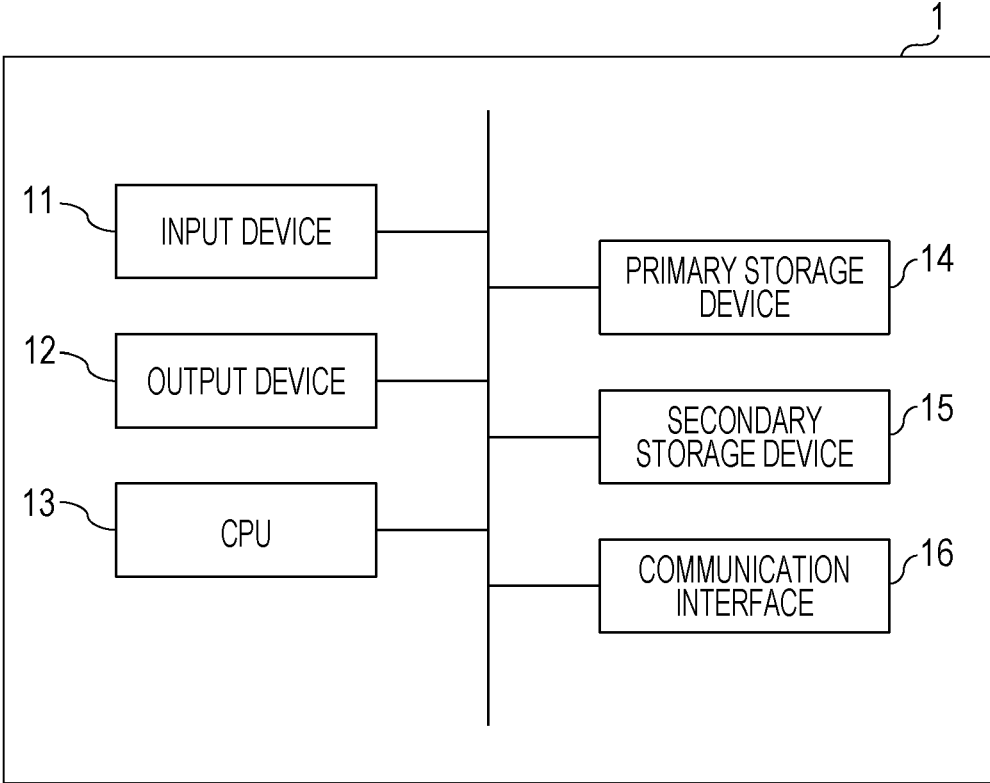 1
11
INPUT DEVICE
12
OUTPUT DEVICE
13
CPU
PRIMARY STORAGE
DEVICE
14
SECONDARY
STORAGE DEVICE
15
COMMUNICATION
INTERFACE
16